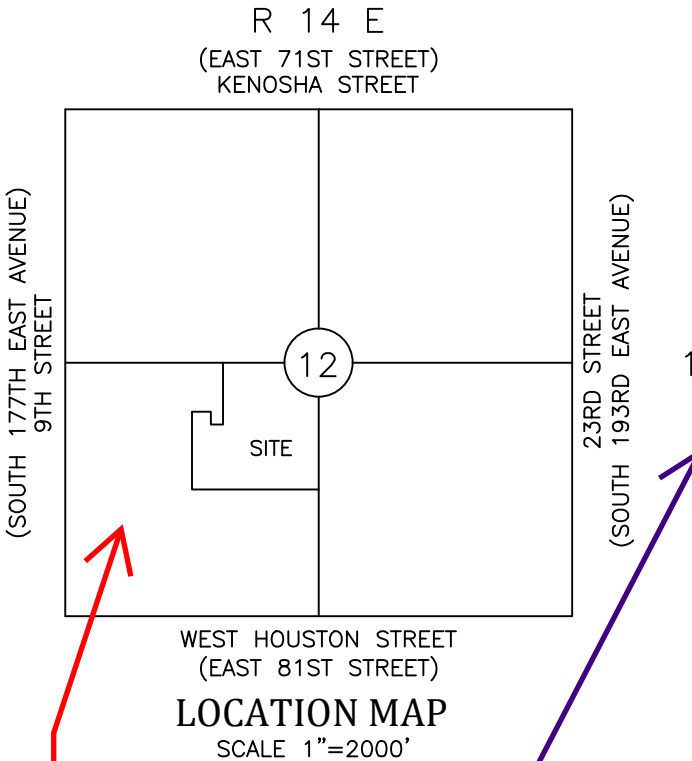 R 14 E
(EAST 71ST STREET)
KENOSHA STREET
(SOUTH 177TH EAST AVENUE)
9TH STREET
12
SITE
23RD STREET
(SOUTH 193RD EAST AVENUE)
1
WEST HOUSTON STREET
(EAST 81ST STREET)
LOCATION MAP
SCALE 1"=2000'